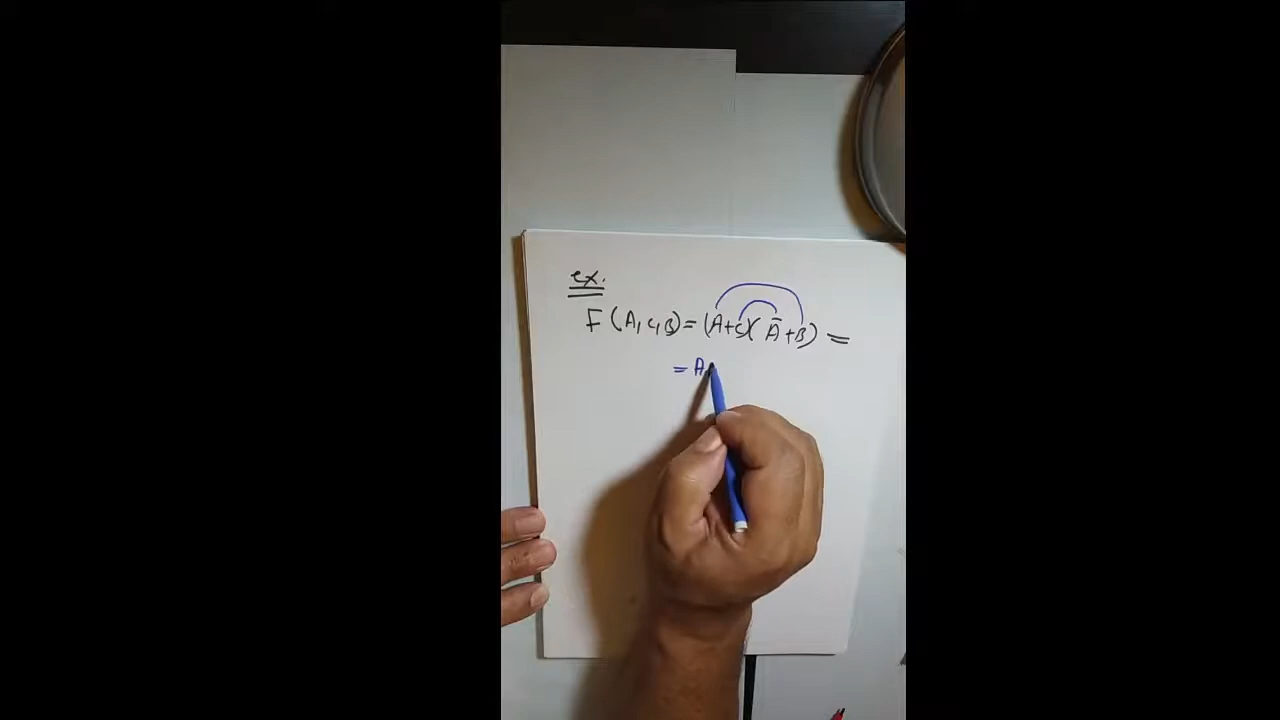 ex.
F(A,C,B)=(A+C)(Ā+B)=
=A